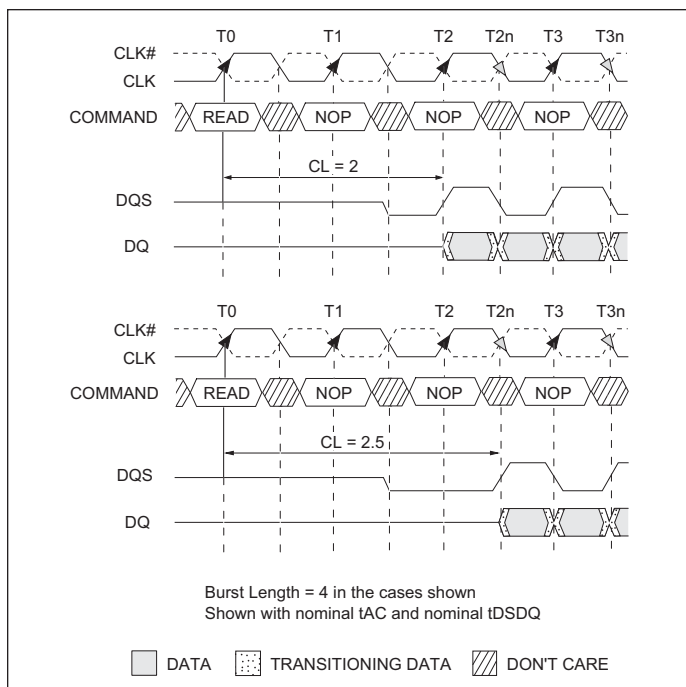 T0 T1 T2 T2n T3 T3n
CLK#
CLK
COMMAND READ NOP NOP NOP
CL = 2
DQS
DQ
T0 T1 T2 T2n T3 T3n
CLK#
CLK
COMMAND READ NOP NOP NOP
CL = 2.5
DQS
DQ
Burst Length = 4 in the cases shown
Shown with nominal tAC and nominal tDSDQ
DATA TRANSITIONING DATA DON'T CARE